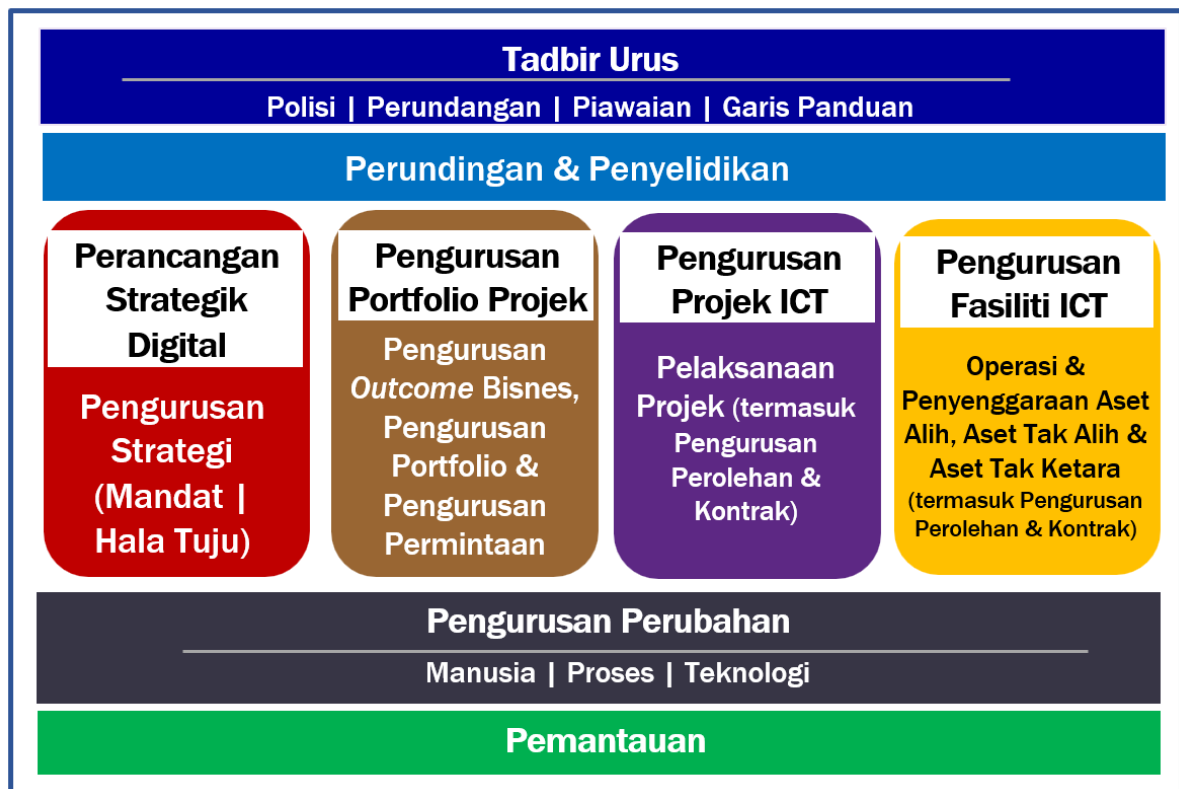 Tadbir Urus
Polisi | Perundangan | Piawaian | Garis Panduan
Perundingan & Penyelidikan
Perancangan
Strategik
Digital
Pengurusan
Strategi
(Mandat |
Hala Tuju)
Pengurusan
Portfolio Projek
Pengurusan
Outcome Bisnes,
Pengurusan
Portfolio &
Pengurusan
Permintaan
Pengurusan
Projek ICT
Pelaksanaan
Projek (termasuk
Pengurusan
Perolehan &
Kontrak)
Pengurusan
Fasiliti ICT
Operasi &
Penyenggaraan Aset
Alih, Aset Tak Alih &
Aset Tak Ketara
(termasuk Pengurusan
Perolehan & Kontrak)
Pengurusan Perubahan
Manusia | Proses | Teknologi
Pemantauan